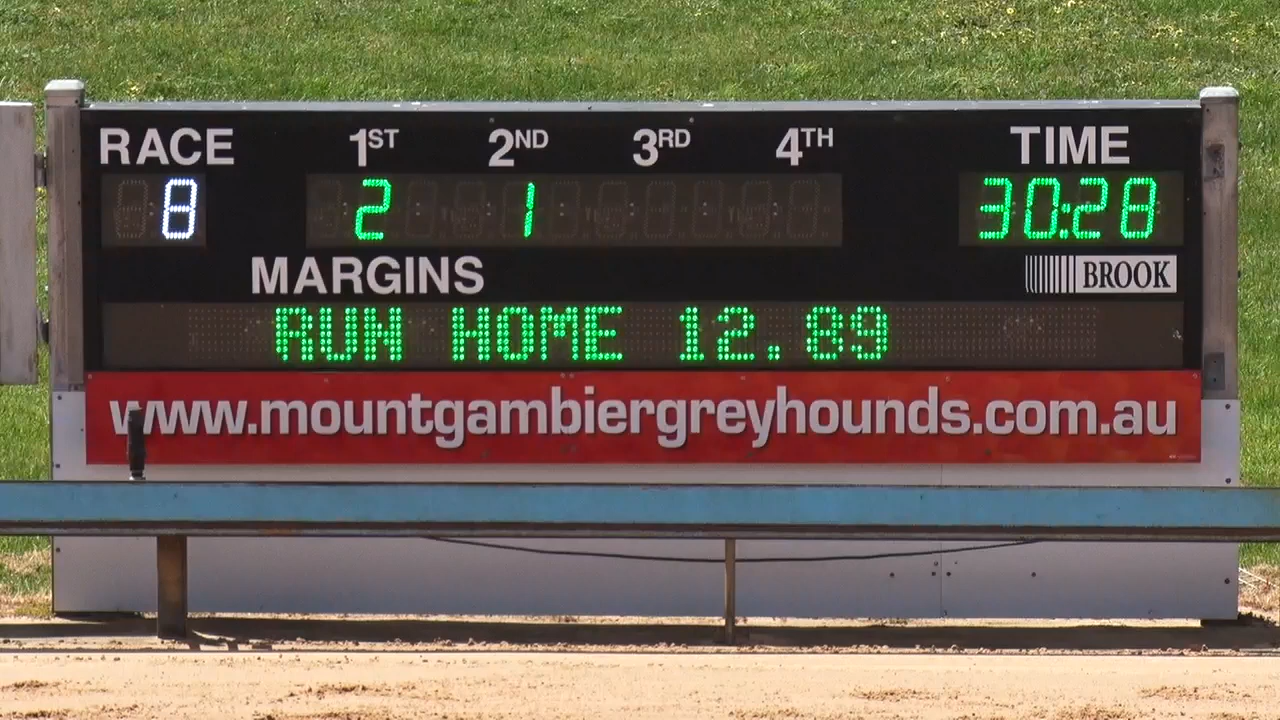 RACE 1ST 2ND 3RD 4TH TIME
8 2 1 30:28
MARGINS BROOK
RUN HOME 12.89
www.mountgambiergreyhounds.com.au